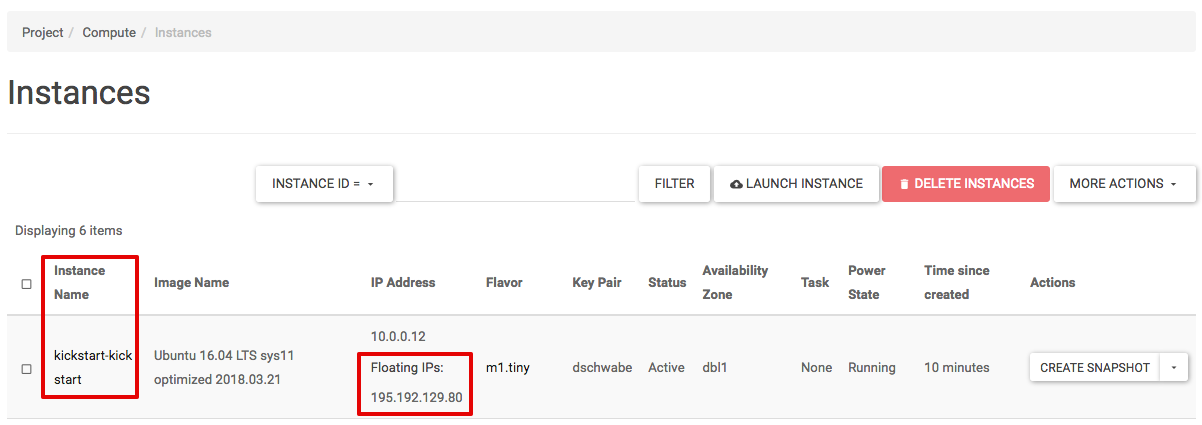 Project / Compute / Instances
Instances
INSTANCE ID = FILTER LAUNCH INSTANCE DELETE INSTANCES MORE ACTIONS
Displaying 6 items
Instance Name Image Name IP Address Flavor Key Pair Status Availability Zone Task Power State Time since created Actions
kickstart-kick
start
Ubuntu 16.04 LTS sys11
optimized 2018.03.21
10.0.0.12
Floating IPs:
195.192.129.80
m1.tiny dschwabe Active dbl1 None Running 10 minutes CREATE SNAPSHOT